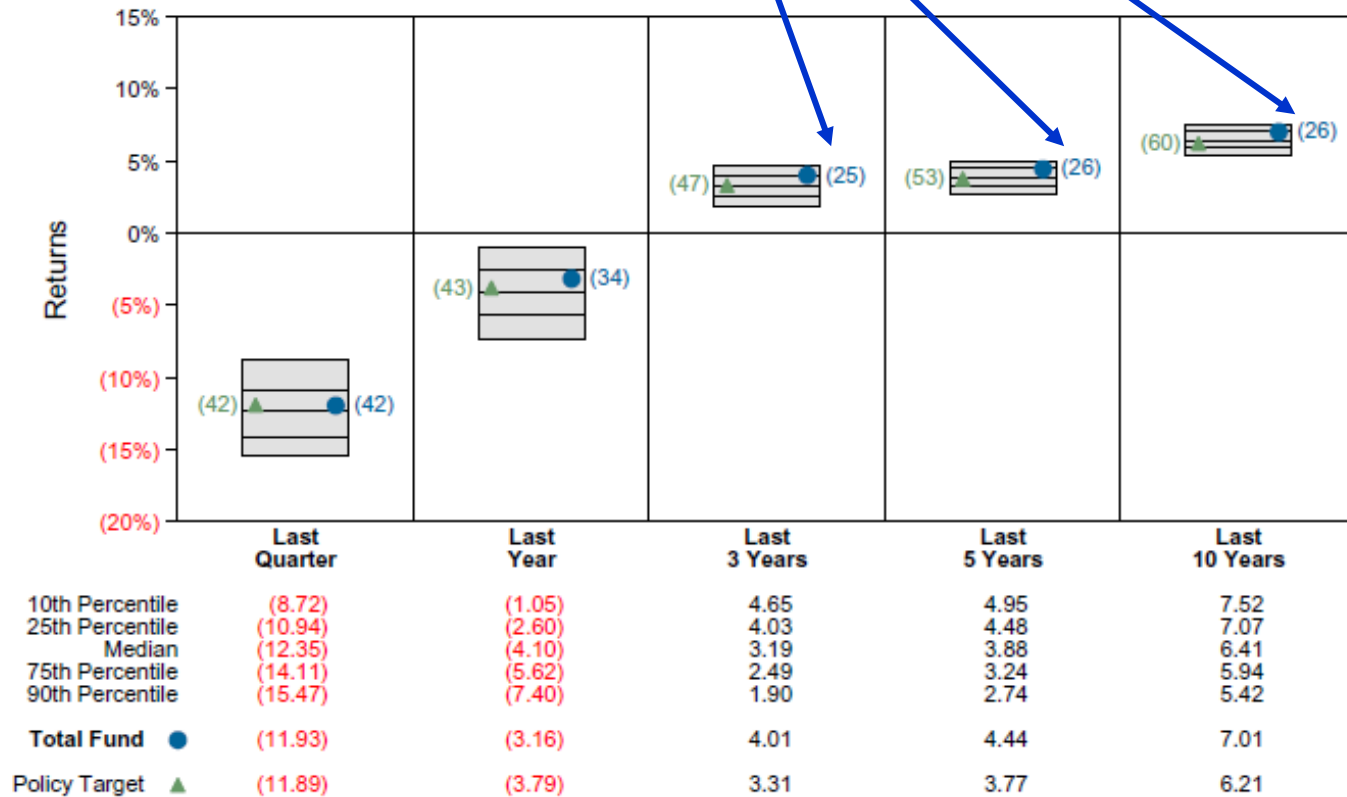 15%
10%
5%
0%
(5%)
(10%)
(15%)
(20%)
Returns
(42) (42)
(43) (34)
(47) (25)
(53) (26)
(60) (26)
Last Quarter Last Year Last 3 Years Last 5 Years Last 10 Years
10th Percentile (8.72) (1.05) 4.65 4.95 7.52
25th Percentile (10.94) (2.60) 4.03 4.48 7.07
Median (12.35) (4.10) 3.19 3.88 6.41
75th Percentile (14.11) (5.62) 2.49 3.24 5.94
90th Percentile (15.47) (7.40) 1.90 2.74 5.42
Total Fund (11.93) (3.16) 4.01 4.44 7.01
Policy Target (11.89) (3.79) 3.31 3.77 6.21